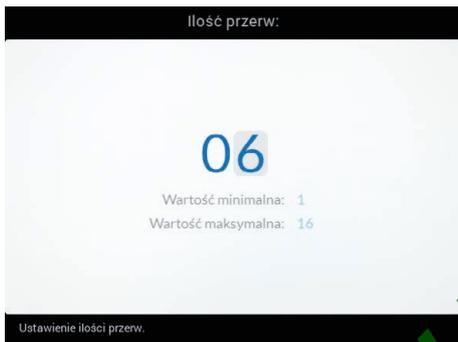 Ilość przerw:
06
Wartość minimalna: 1
Wartość maksymalna: 16
Ustawienie ilości przerw.